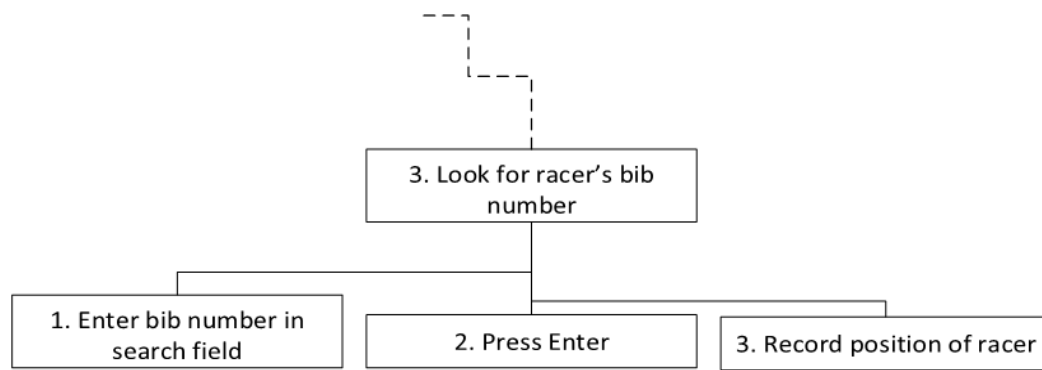 3. Look for racer’s bib
number
1. Enter bib number in
search field
2. Press Enter
3. Record position of racer